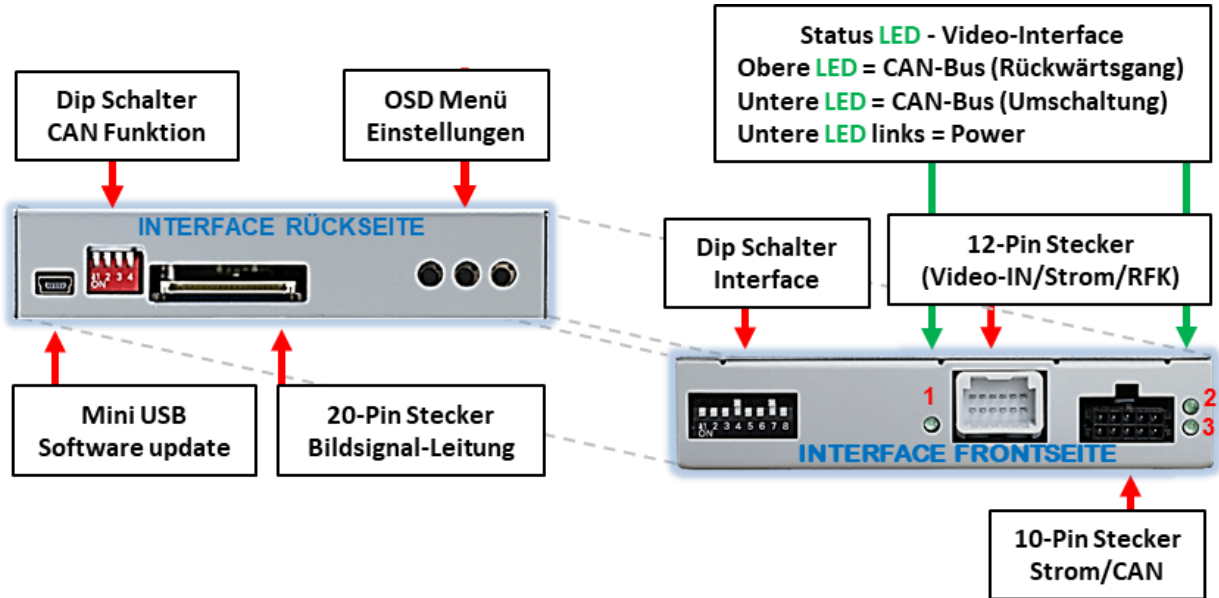 Status LED - Video-Interface
Obere LED = CAN-Bus (Rückwärtsgang)
Untere LED = CAN-Bus (Umschaltung)
Untere LED links = Power
Dip Schalter
CAN Funktion
OSD Menü
Einstellungen
INTERFACE RÜCKSEITE
1 2 3 4
ON
Mini USB
Software update
20-Pin Stecker
Bildsignal-Leitung
Dip Schalter
Interface
12-Pin Stecker
(Video-IN/Strom/RFK)
1 2 3 4 5 6 7 8
ON
1
2
3
INTERFACE FRONTSEITE
10-Pin Stecker
Strom/CAN